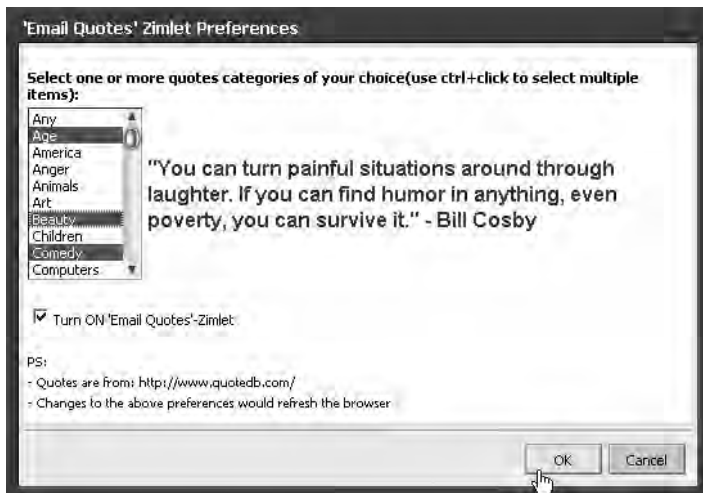 'Email Quotes' Zimlet Preferences
Select one or more quotes categories of your choice(use ctrl+click to select multiple
items):
Any
Age
America
Anger
Animals
Art
Beauty
Children
Comedy
Computers
"You can turn painful situations around through
laughter. If you can find humor in anything, even
poverty, you can survive it." - Bill Cosby
Turn ON 'Email Quotes'-Zimlet
PS:
- Quotes are from: http://www.quotedb.com/
- Changes to the above preferences would refresh the browser
OK
Cancel